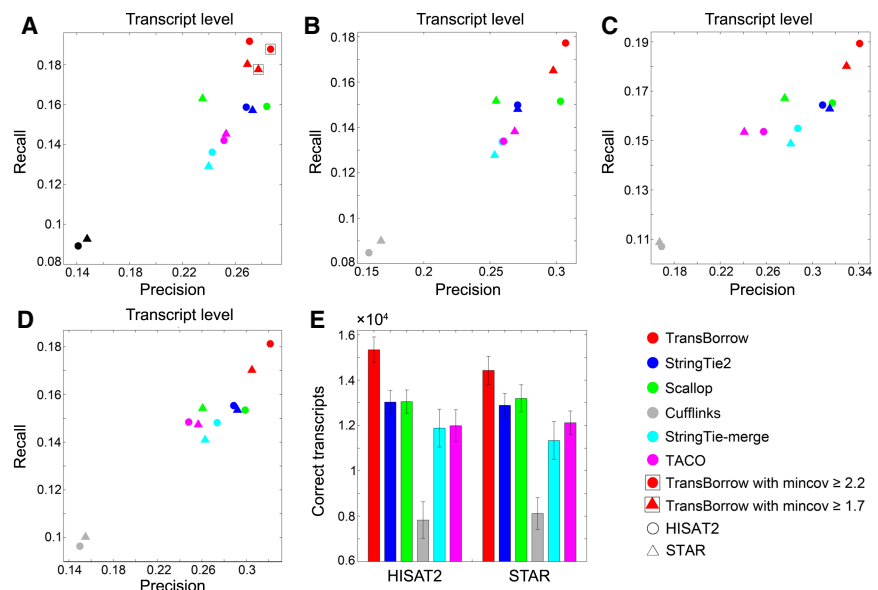 A
Transcript level
Recall
0.18
0.16
0.14
0.12
0.1
0.08
0.14
0.18
0.22
0.26
Precision
B
Transcript level
Recall
0.18
0.16
0.14
0.12
0.1
0.08
0.15
0.2
0.25
0.3
Precision
C
Transcript level
Recall
0.19
0.17
0.15
0.13
0.11
0.18
0.22
0.26
0.3
0.34
Precision
D
Transcript level
Recall
0.18
0.16
0.14
0.1
0.14
0.18
0.22
0.26
0.3
Precision
E
×10⁴
Correct transcripts
1.6
1.4
1.2
1.0
0.8
0.6
HISAT2
STAR
TransBorrow
StringTie2
Scallop
Cufflinks
StringTie-merge
TACO
TransBorrow with mincov ≥ 2.2
TransBorrow with mincov ≥ 1.7
HISAT2
STAR